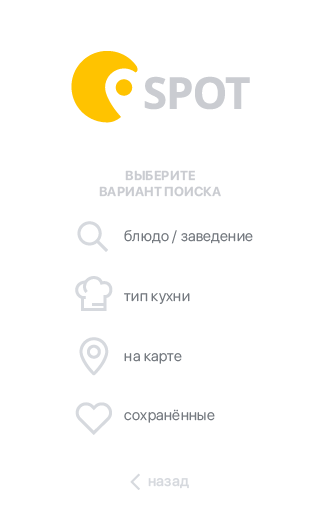 SPOT
ВЫБЕРИТЕ
ВАРИАНТ ПОИСКА
блюдо / заведение
тип кухни
на карте
сохранённые
назад